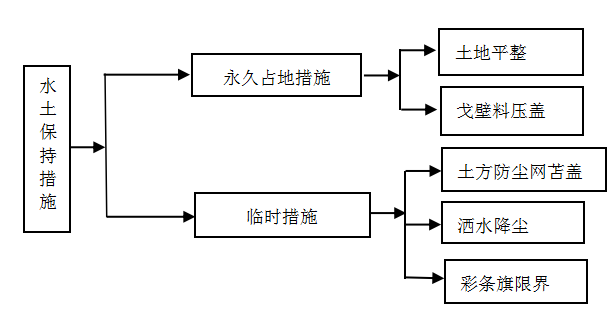 水土保持措施
永久占地措施
土地平整
戈壁料压盖
临时措施
土方防尘网苫盖
洒水降尘
彩条旗限界